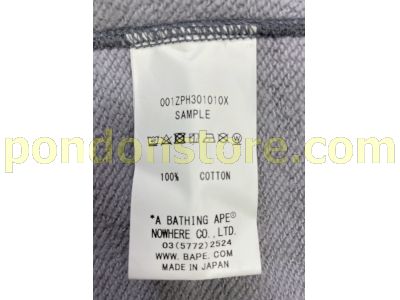 001ZPH301010X
SAMPLE
pondonstore.com
100% COTTON
"A BATHING APE®
NOWHERE CO.,LTD.
03(5772)2524
WWW.BAPE.COM
MADE IN JAPAN